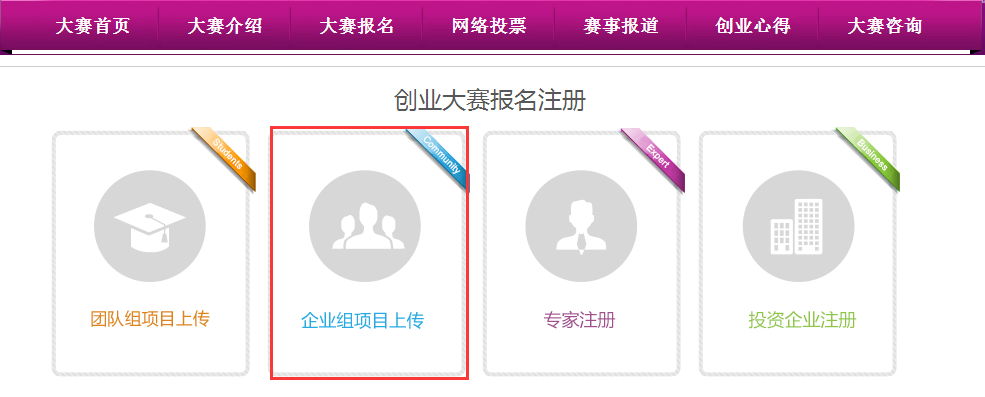 大赛首页 大赛介绍 大赛报名 网络投票 赛事报道 创业心得 大赛咨询
创业大赛报名注册
Students Community Expert Business
团队组项目上传 企业组项目上传 专家注册 投资企业注册